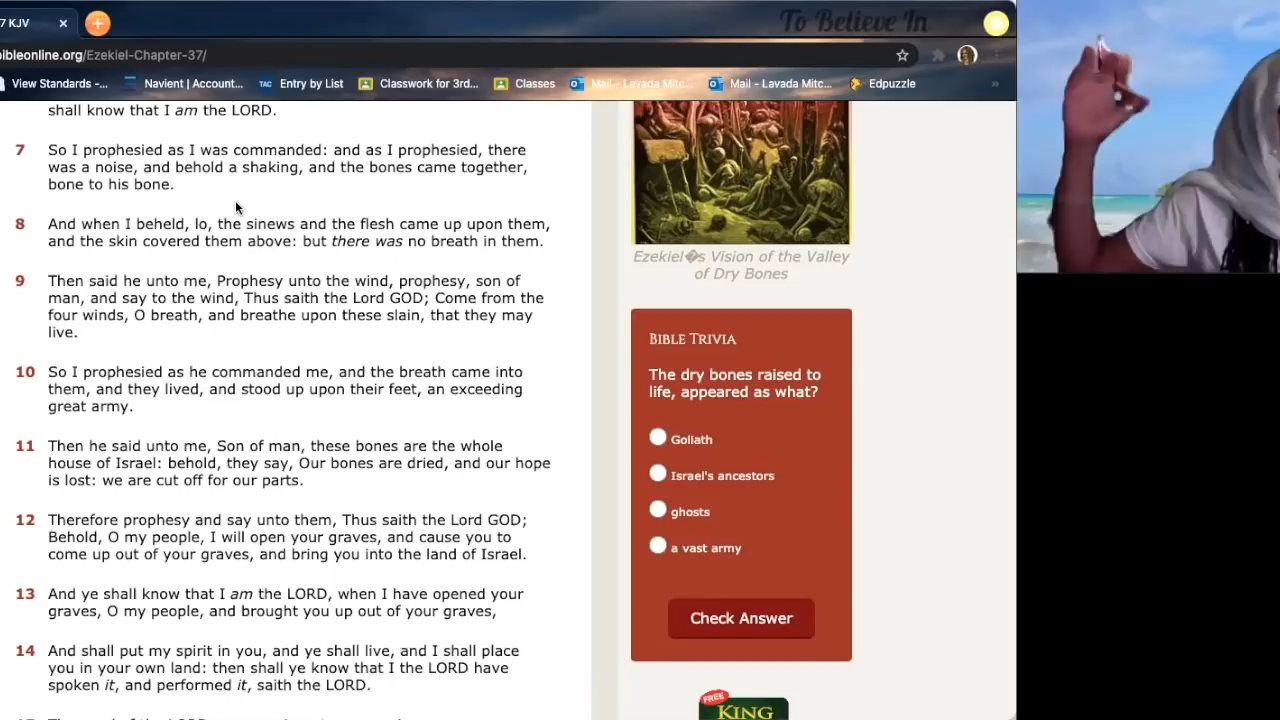 To Believe In
7 KJV
bibleonline.org/Ezekiel-Chapter-37/
View Standards -...
Navient | Account...
TAC
Entry by List
Classwork for 3rd...
Classes
Mail - Lavada Mitc...
Mail - Lavada Mitc...
Edpuzzle
»
shall know that I am the LORD.
7 So I prophesied as I was commanded: and as I prophesied, there
was a noise, and behold a shaking, and the bones came together,
bone to his bone.
8 And when I beheld, lo, the sinews and the flesh came up upon them,
and the skin covered them above: but there was no breath in them.
9 Then said he unto me, Prophesy unto the wind, prophesy, son of
man, and say to the wind, Thus saith the Lord GOD; Come from the
four winds, O breath, and breathe upon these slain, that they may
live.
10 So I prophesied as he commanded me, and the breath came into
them, and they lived, and stood up upon their feet, an exceeding
great army.
11 Then he said unto me, Son of man, these bones are the whole
house of Israel: behold, they say, Our bones are dried, and our hope
is lost: we are cut off for our parts.
12 Therefore prophesy and say unto them, Thus saith the Lord GOD;
Behold, O my people, I will open your graves, and cause you to
come up out of your graves, and bring you into the land of Israel.
13 And ye shall know that I am the LORD, when I have opened your
graves, O my people, and brought you up out of your graves,
14 And shall put my spirit in you, and ye shall live, and I shall place
you in your own land: then shall ye know that I the LORD have
spoken it, and performed it, saith the LORD.
Ezekiel�s Vision of the Valley
of Dry Bones
BIBLE TRIVIA
The dry bones raised to
life, appeared as what?
Goliath
Israel's ancestors
ghosts
a vast army
Check Answer
FREE
KING